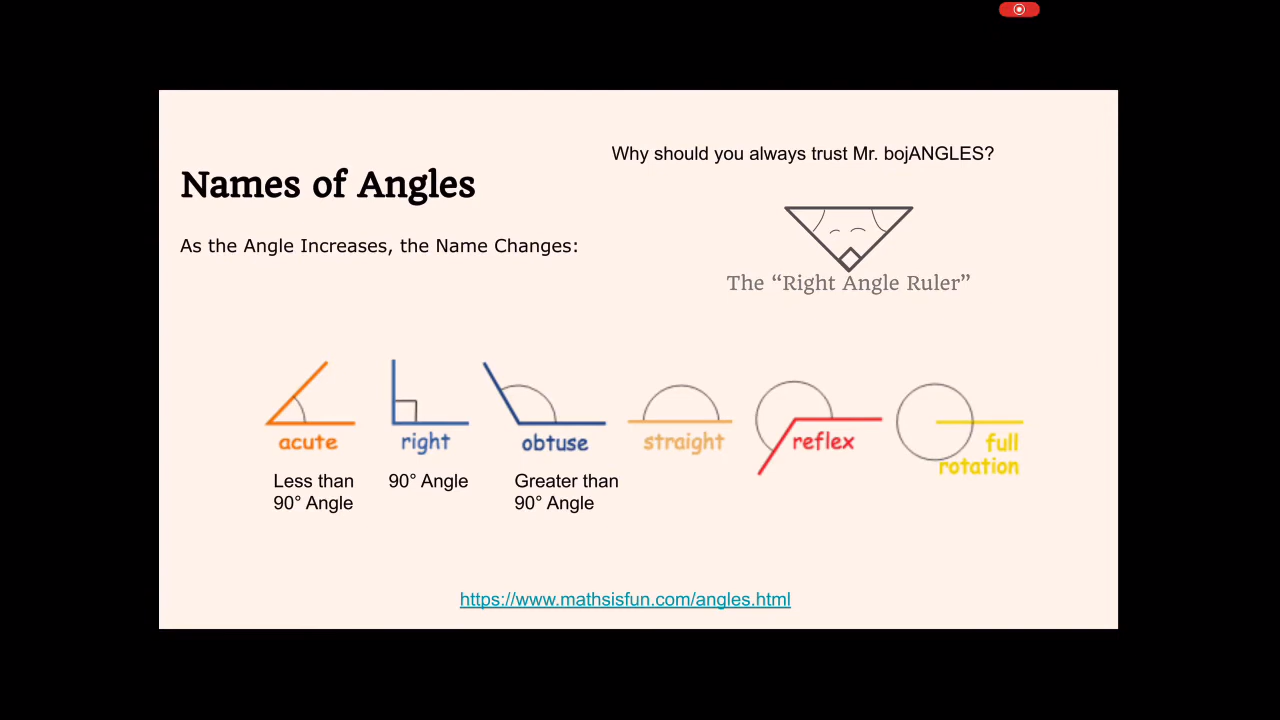 Why should you always trust Mr. bojANGLES?
Names of Angles
As the Angle Increases, the Name Changes:
The “Right Angle Ruler”
acute
right
obtuse
straight
reflex
full
rotation
Less than
90° Angle
90° Angle
Greater than
90° Angle
https://www.mathsisfun.com/angles.html